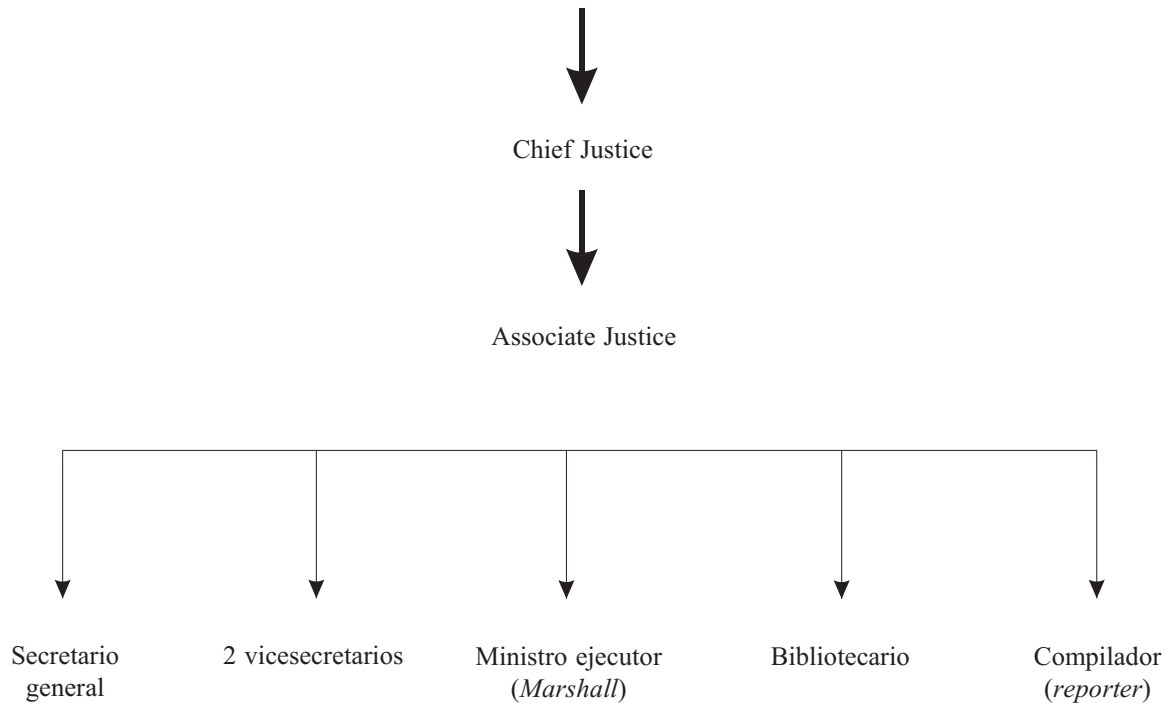 Chief Justice
Associate Justice
Secretario
general
2 vicesecretarios
Ministro ejecutor
(Marshall)
Bibliotecario
Compilador
(reporter)